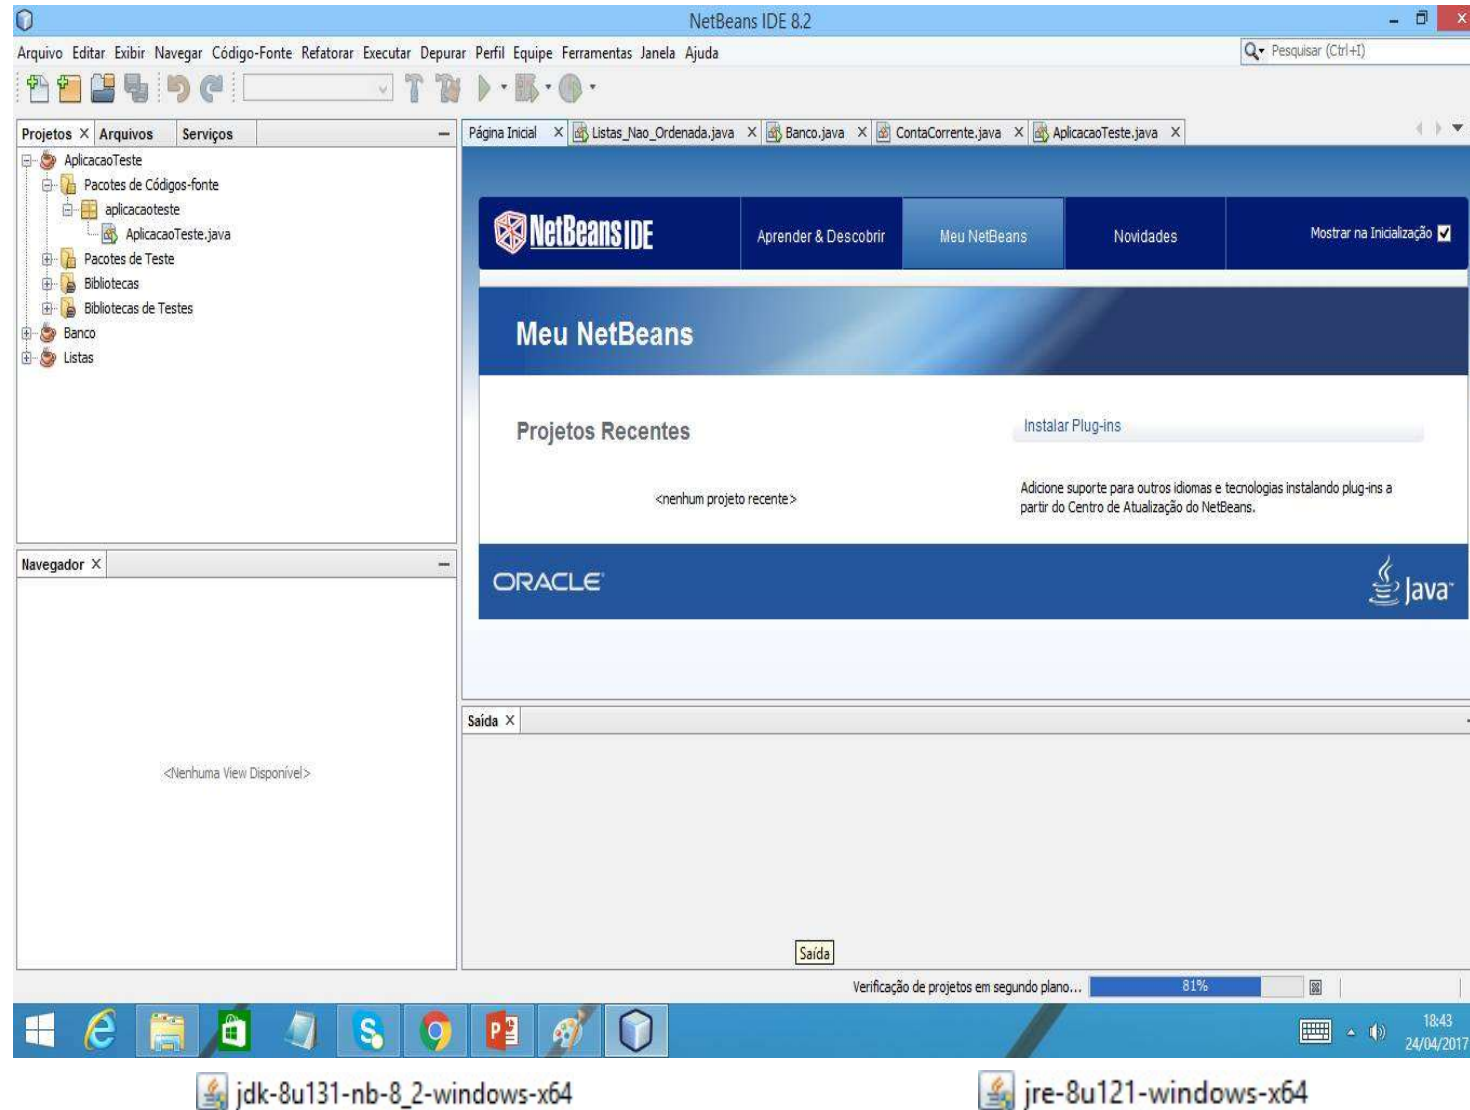 NetBeans IDE 8.2
Arquivo Editar Exibir Navegar Código-Fonte Refatorar Executar Depurar Perfil Equipe Ferramentas Janela Ajuda
Pesquisar (Ctrl+I)
Projetos Arquivos Serviços
AplicacaoTeste
Pacotes de Códigos-fonte
aplicacaoteste
AplicacaoTeste.java
Pacotes de Teste
Bibliotecas
Bibliotecas de Testes
Banco
Listas
Página Inicial Listas_Nao_Ordenada.java Banco.java ContaCorrente.java AplicacaoTeste.java
NetBeans IDE
Aprender & Descobrir
Meu NetBeans
Novidades
Mostrar na Inicialização
Meu NetBeans
Projetos Recentes
<nenhum projeto recente>
Instalar Plug-ins
Adicione suporte para outros idiomas e tecnologias instalando plug-ins a
partir do Centro de Atualização do NetBeans.
ORACLE
Java
Navegador
<Nenhuma View Disponível>
Saída
Saída
Verificação de projetos em segundo plano... 81%
18:43
24/04/2017
jdk-8u131-nb-8_2-windows-x64
jre-8u121-windows-x64